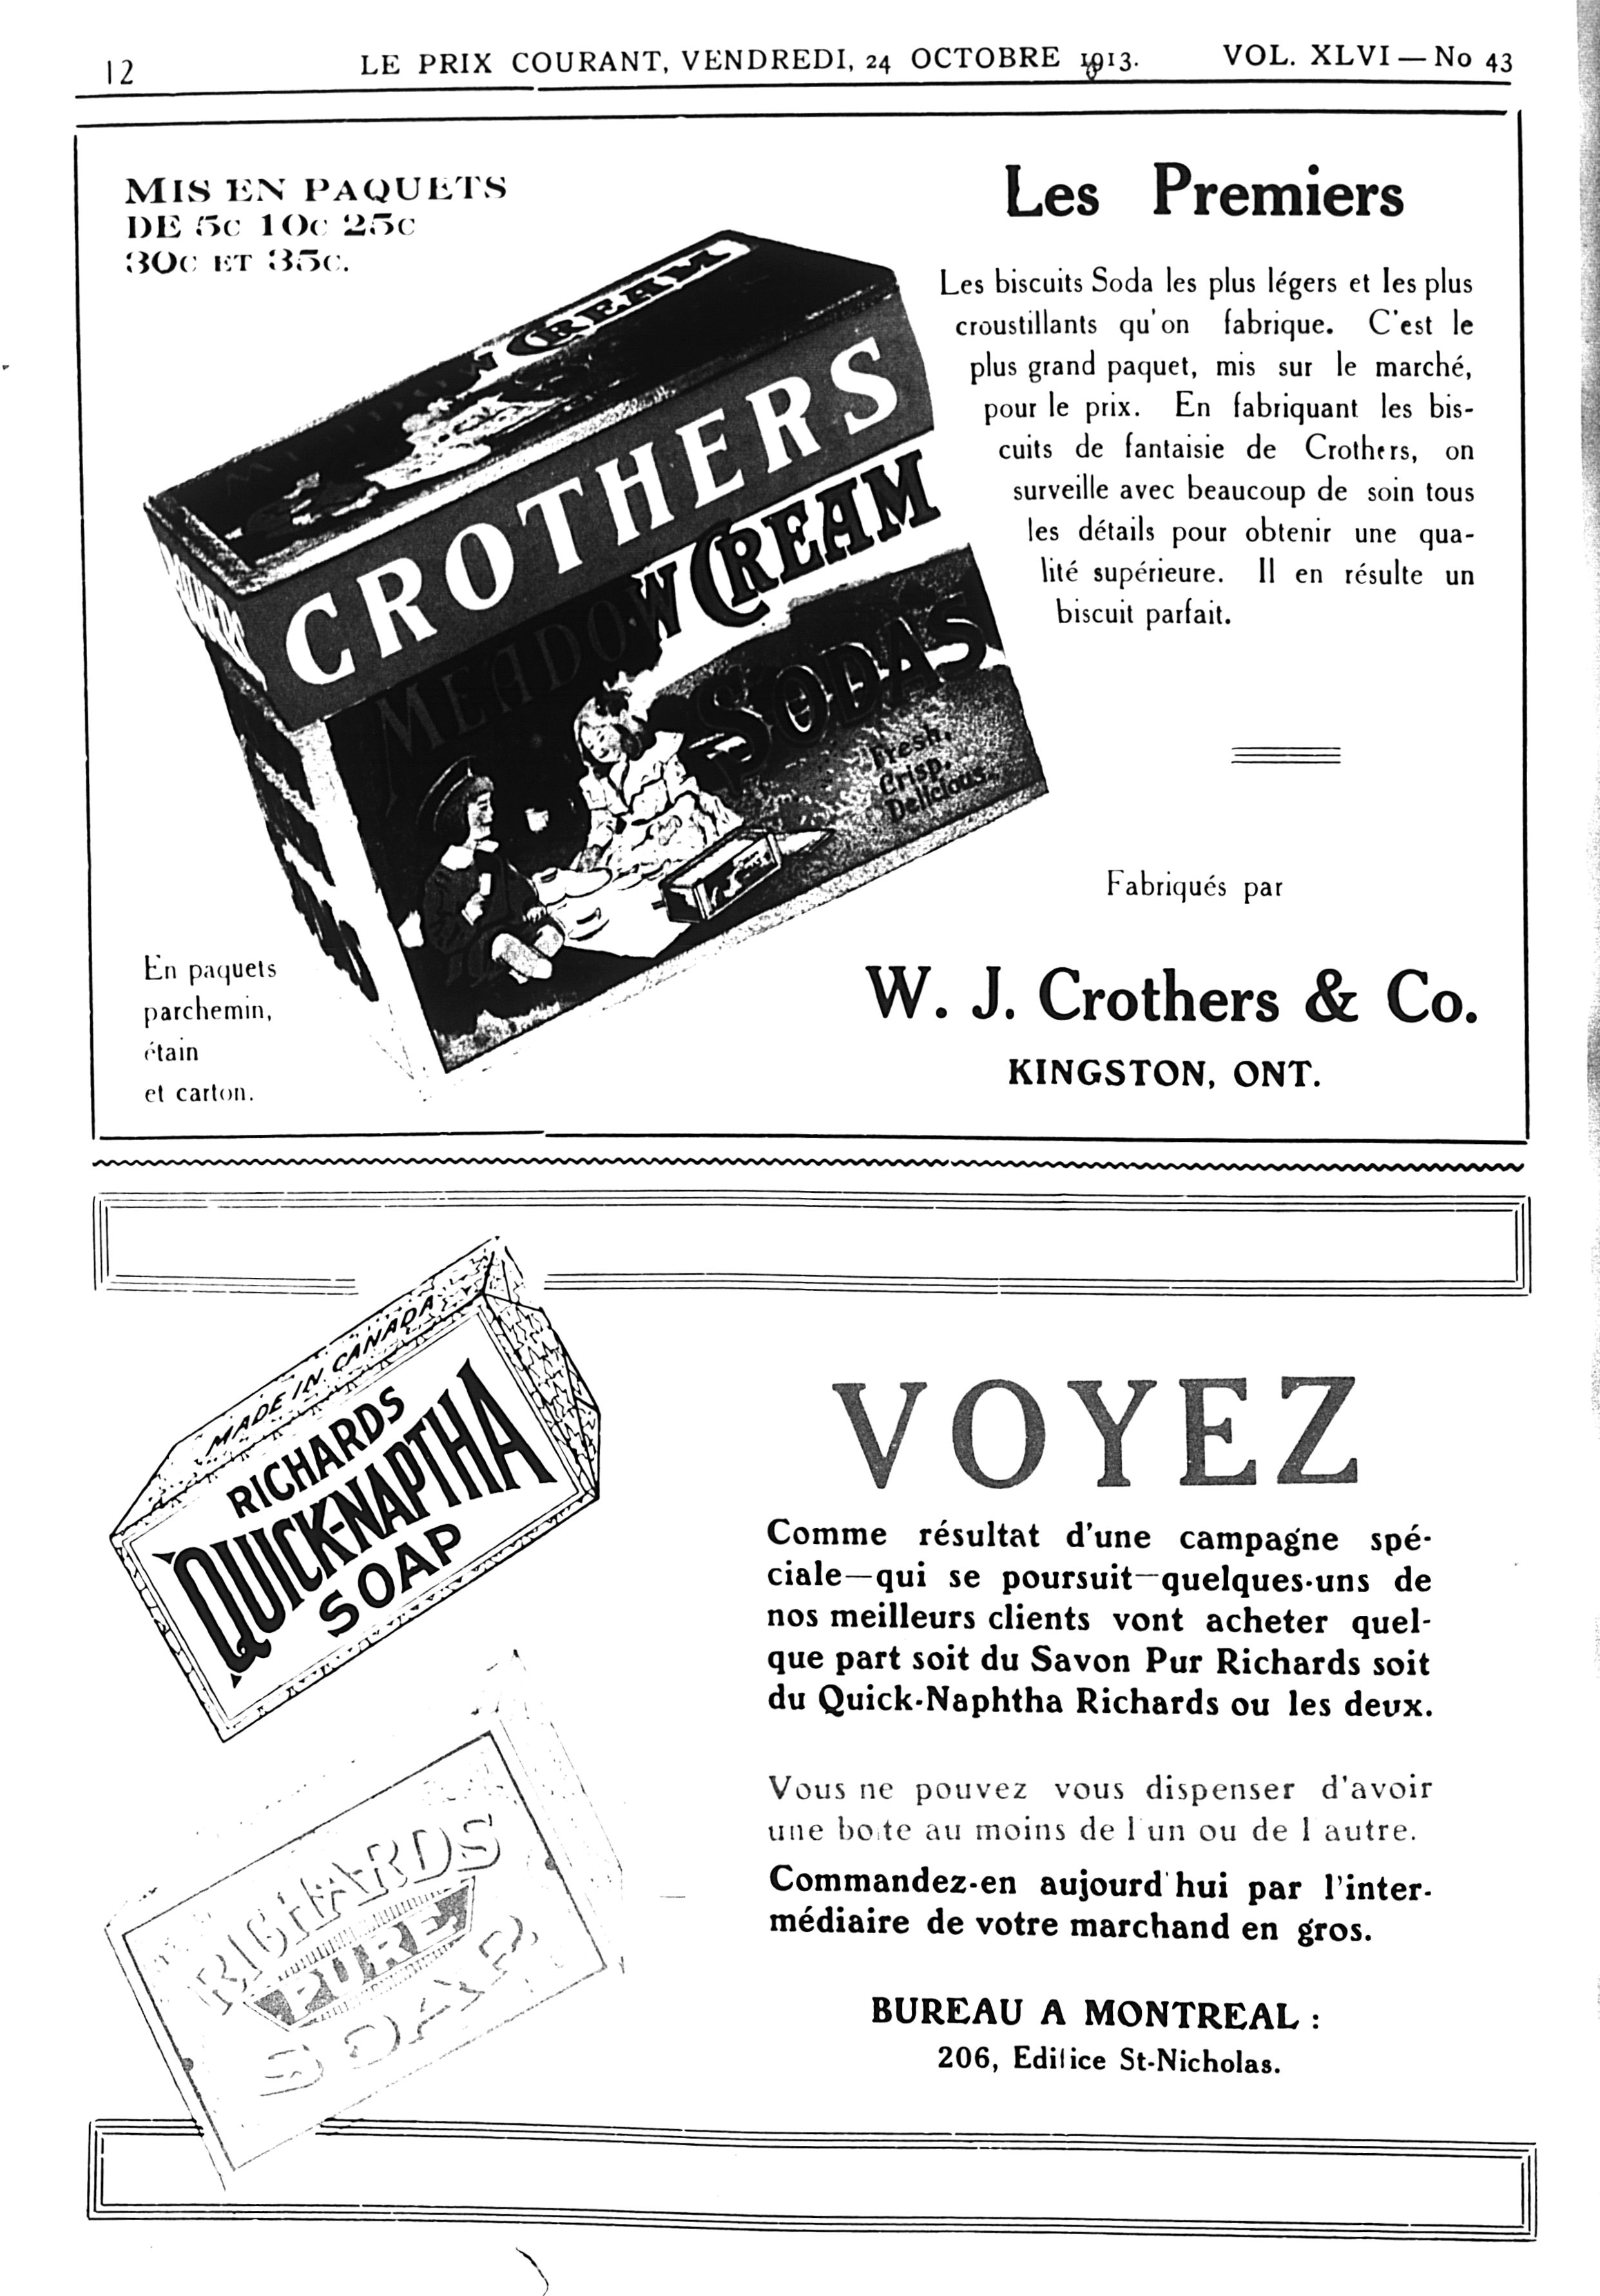 12
LE PRIX COURANT, VENDREDI, 24 OCTOBRE 1913.
VOL. XLVI — No 43
MIS EN PAQUETS
DE 5c 10c 25c
30c ET 35c.
Les Premiers
Les biscuits Soda les plus légers et les plus
croustillants qu'on fabrique. C'est le
plus grand paquet, mis sur le marché,
pour le prix. En fabriquant les bis-
cuits de fantaisie de Crothers, on
surveille avec beaucoup de soin tous
les détails pour obtenir une qua-
lité supérieure. Il en résulte un
biscuit parfait.
CREAM
CROTHERS
MEADOW CREAM
SODAS
Fresh.
Crisp.
Delicious.
En paquets
parchemin,
étain
et carton.
Fabriqués par
W. J. Crothers & Co.
KINGSTON, ONT.
MADE IN CANADA
RICHARDS
QUICK-NAPTHA
SOAP
RICHARDS
PURE
SOAP
VOYEZ
Comme résultat d'une campagne spé-
ciale—qui se poursuit—quelques-uns de
nos meilleurs clients vont acheter quel-
que part soit du Savon Pur Richards soit
du Quick-Naphtha Richards ou les deux.
Vous ne pouvez vous dispenser d'avoir
une boite au moins de l'un ou de l autre.
Commandez-en aujourd'hui par l'inter-
médiaire de votre marchand en gros.
BUREAU A MONTREAL :
206, Edifice St-Nicholas.